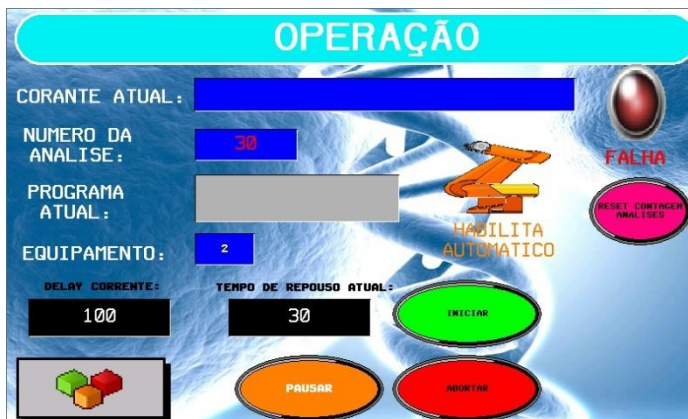 OPERAÇÃO
CORANTE ATUAL:
NUMERO DA
ANALISE:
30
FALHA
PROGRAMA
ATUAL:
RESET CONTAGEM
ANALISES
HABILITA
AUTOMATICO
EQUIPAMENTO:
2
DELAY CORRENTE:
TEMPO DE REPOUSO ATUAL:
100
30
INICIAR
PAUSAR
ABORTAR